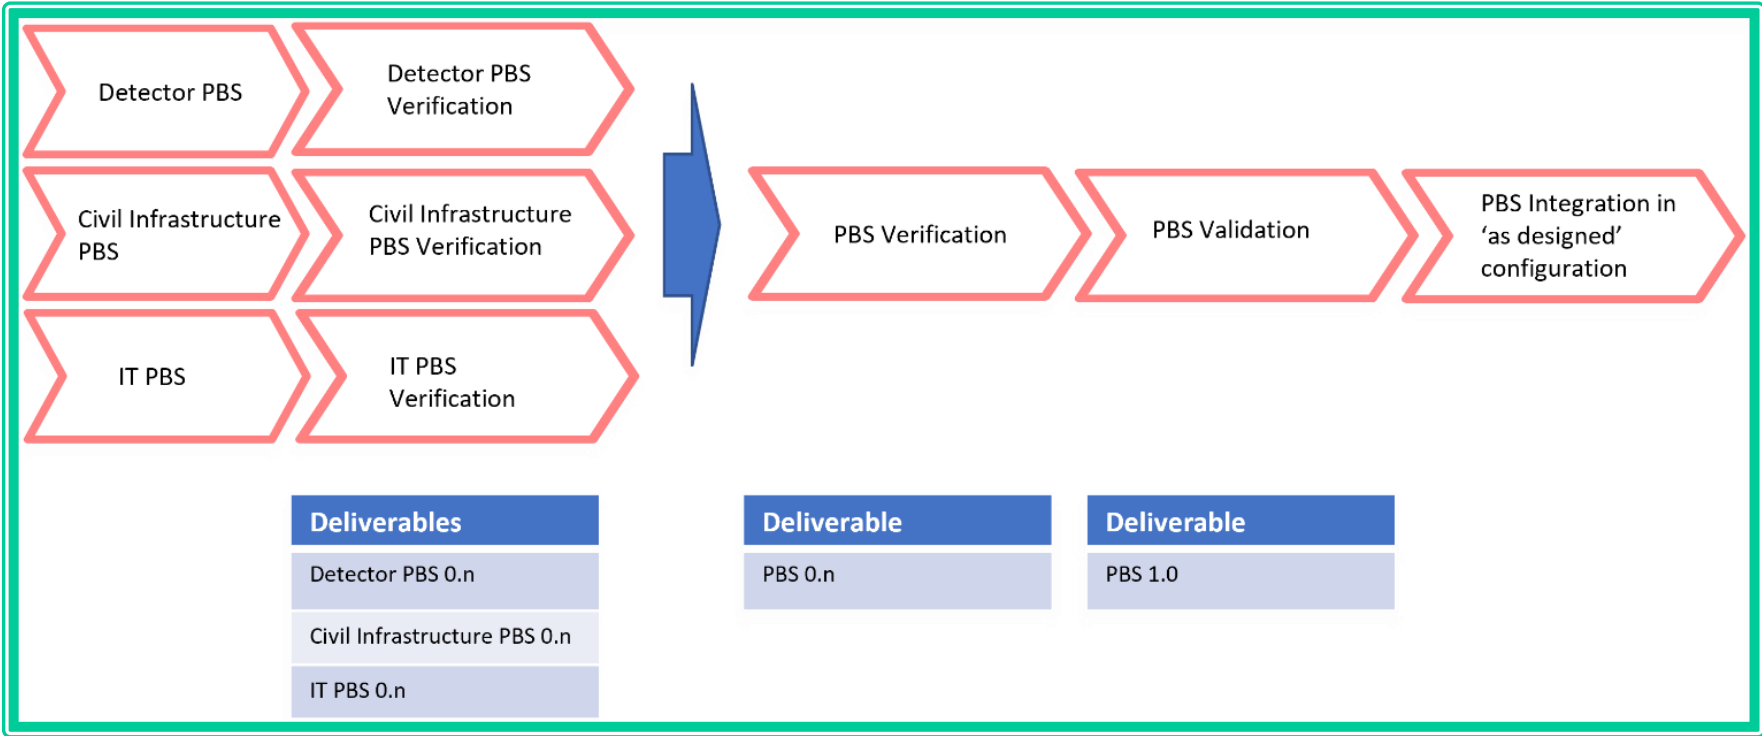 Detector PBS
Detector PBS
Verification
Civil Infrastructure
PBS
Civil Infrastructure
PBS Verification
IT PBS
IT PBS
Verification
PBS Verification
PBS Validation
PBS Integration in
‘as designed’
configuration
Deliverables
Detector PBS 0.n
Civil Infrastructure PBS 0.n
IT PBS 0.n
Deliverable
PBS 0.n
Deliverable
PBS 1.0